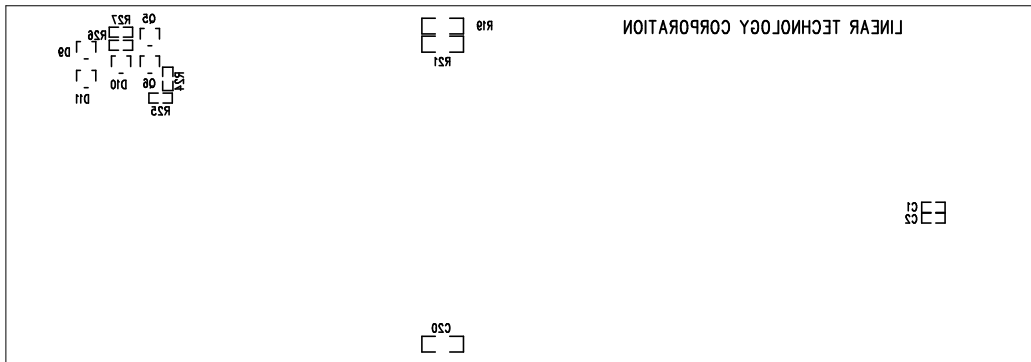 R27
Q5
R26
D9
D10
Q6
R24
D11
R25
R19
R21
LINEAR TECHNOLOGY CORPORATION
C1
C2
C20